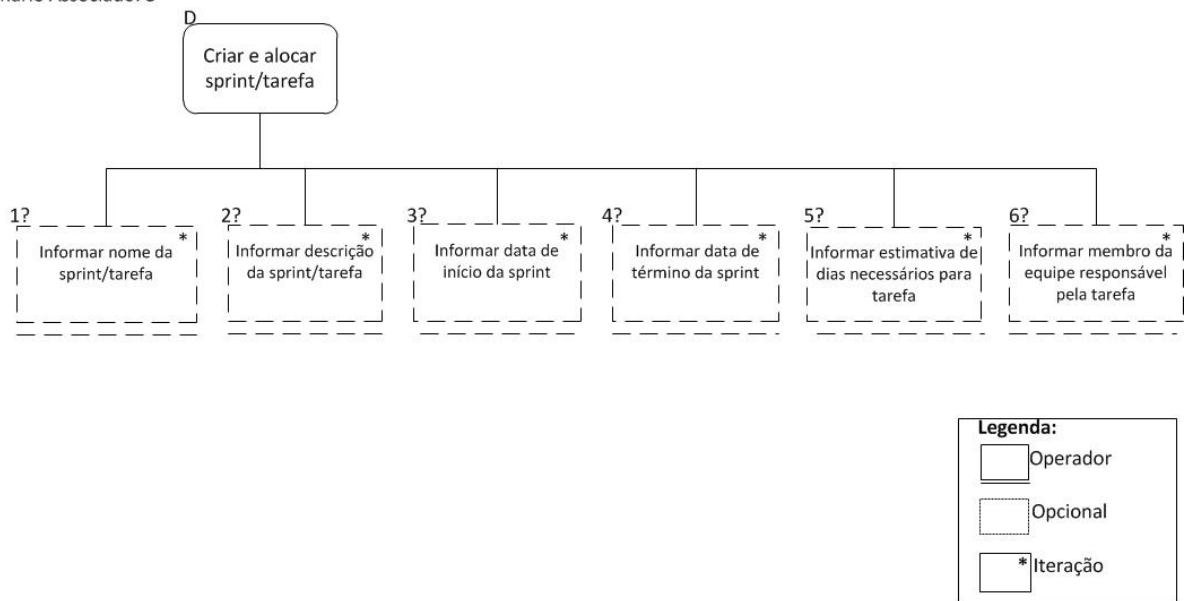 D
Criar e alocar
sprint/tarefa
1?
Informar nome da
sprint/tarefa
*
2?
Informar descrição
da sprint/tarefa
*
3?
Informar data de
início da sprint
*
4?
Informar data de
término da sprint
*
5?
Informar estimativa de
dias necessários para
tarefa
*
6?
Informar membro da
equipe responsável
pela tarefa
*
Legenda:
Operador
Opcional
* Iteração